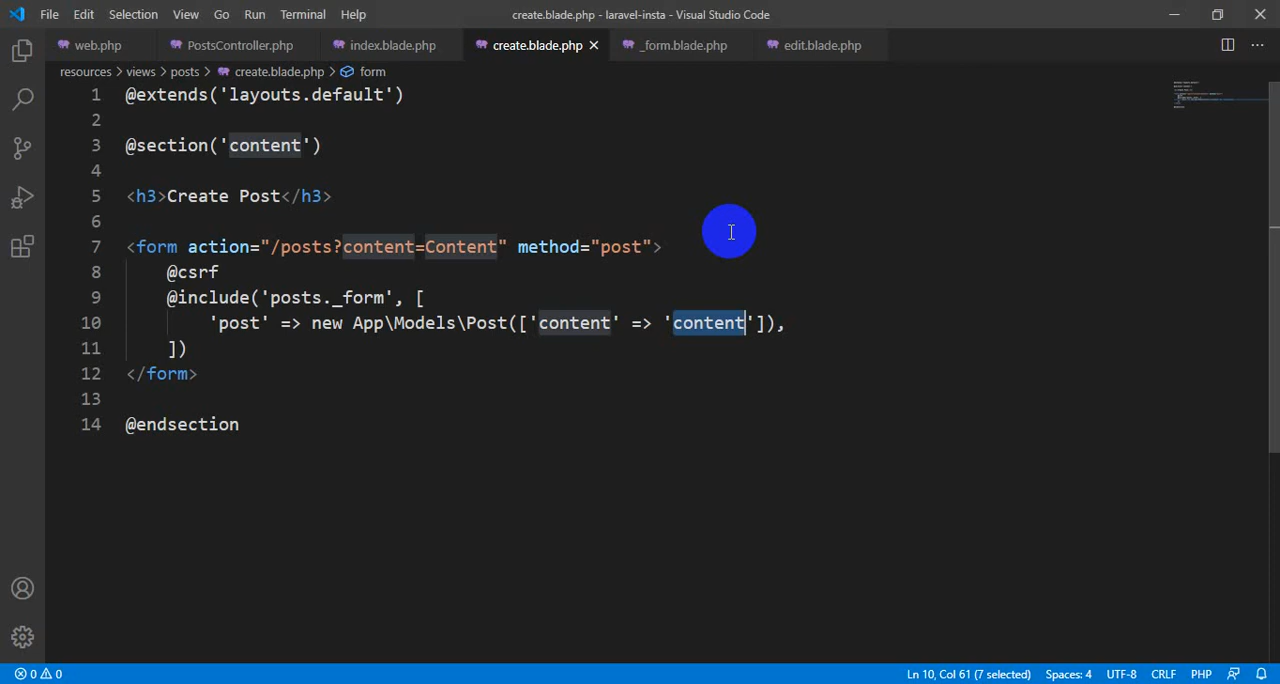 File Edit Selection View Go Run Terminal Help create.blade.php - laravel-insta - Visual Studio Code
web.php PostsController.php index.blade.php create.blade.php _form.blade.php edit.blade.php
resources > views > posts > create.blade.php > form
1 @extends('layouts.default')
2
3 @section('content')
4
5 <h3>Create Post</h3>
6
7 <form action="/posts?content=Content" method="post">
8 @csrf
9 @include('posts._form', [
10 'post' => new App\Models\Post(['content' => 'content']),
11 ])
12 </form>
13
14 @endsection
0 0 Ln 10, Col 61 (7 selected) Spaces: 4 UTF-8 CRLF PHP